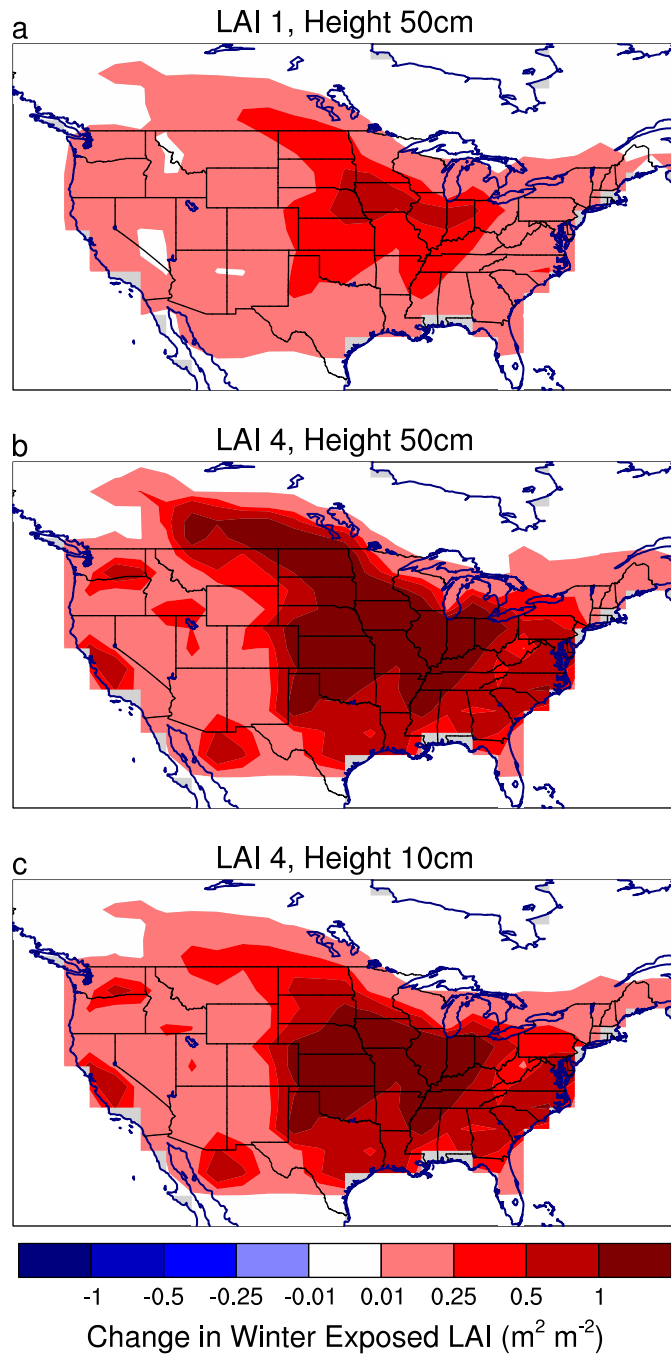 a
LAI 1, Height 50cm
b
LAI 4, Height 50cm
c
LAI 4, Height 10cm
-1 -0.5 -0.25 -0.01 0.01 0.25 0.5 1
Change in Winter Exposed LAI (m² m⁻²)